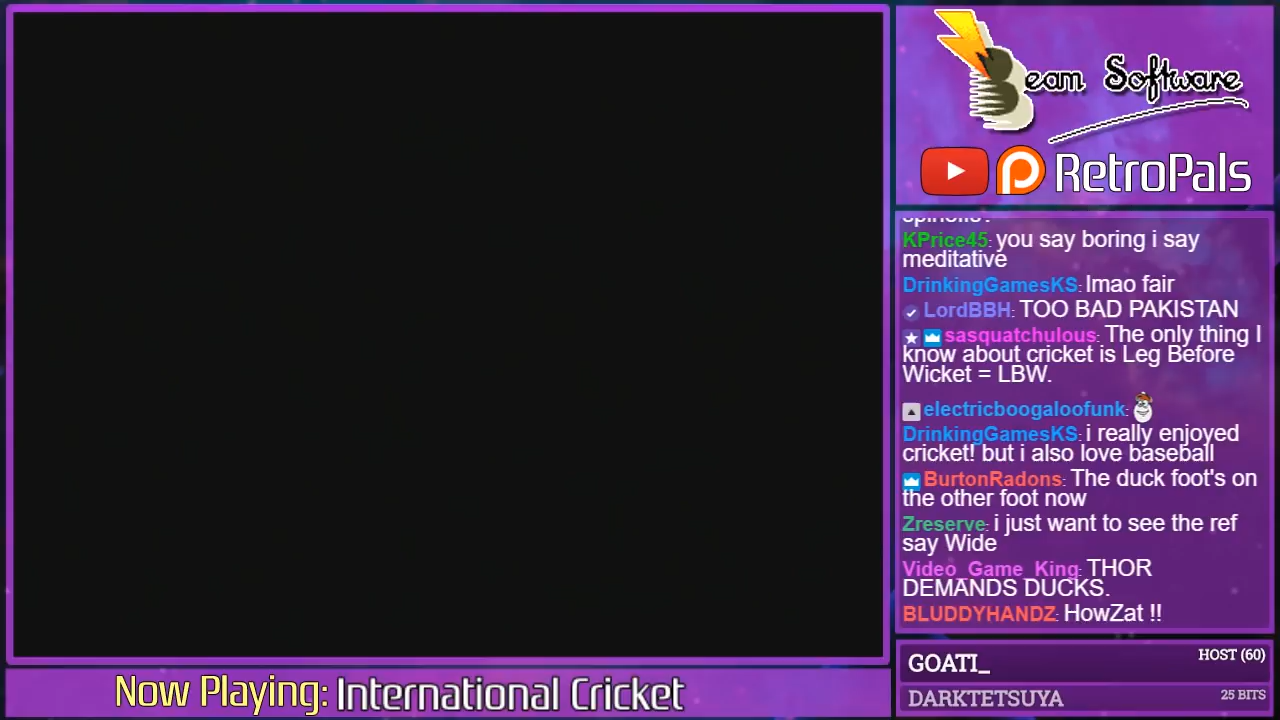 Beam Software
RetroPals
KPrice45: you say boring i say
meditative
DrinkingGamesKS: lmao fair
LordBBH: TOO BAD PAKISTAN
sasquatchulous: The only thing I
know about cricket is Leg Before
Wicket = LBW.
electricboogaloofunk:
DrinkingGamesKS: i really enjoyed
cricket! but i also love baseball
BurtonRadons: The duck foot's on
the other foot now
Zreserve: i just want to see the ref
say Wide
Video_Game_King: THOR
DEMANDS DUCKS.
BLUDDYHANDZ: HowZat !!
GOATI_ HOST (60)
DARKTETSUYA 25 BITS
Now Playing: International Cricket